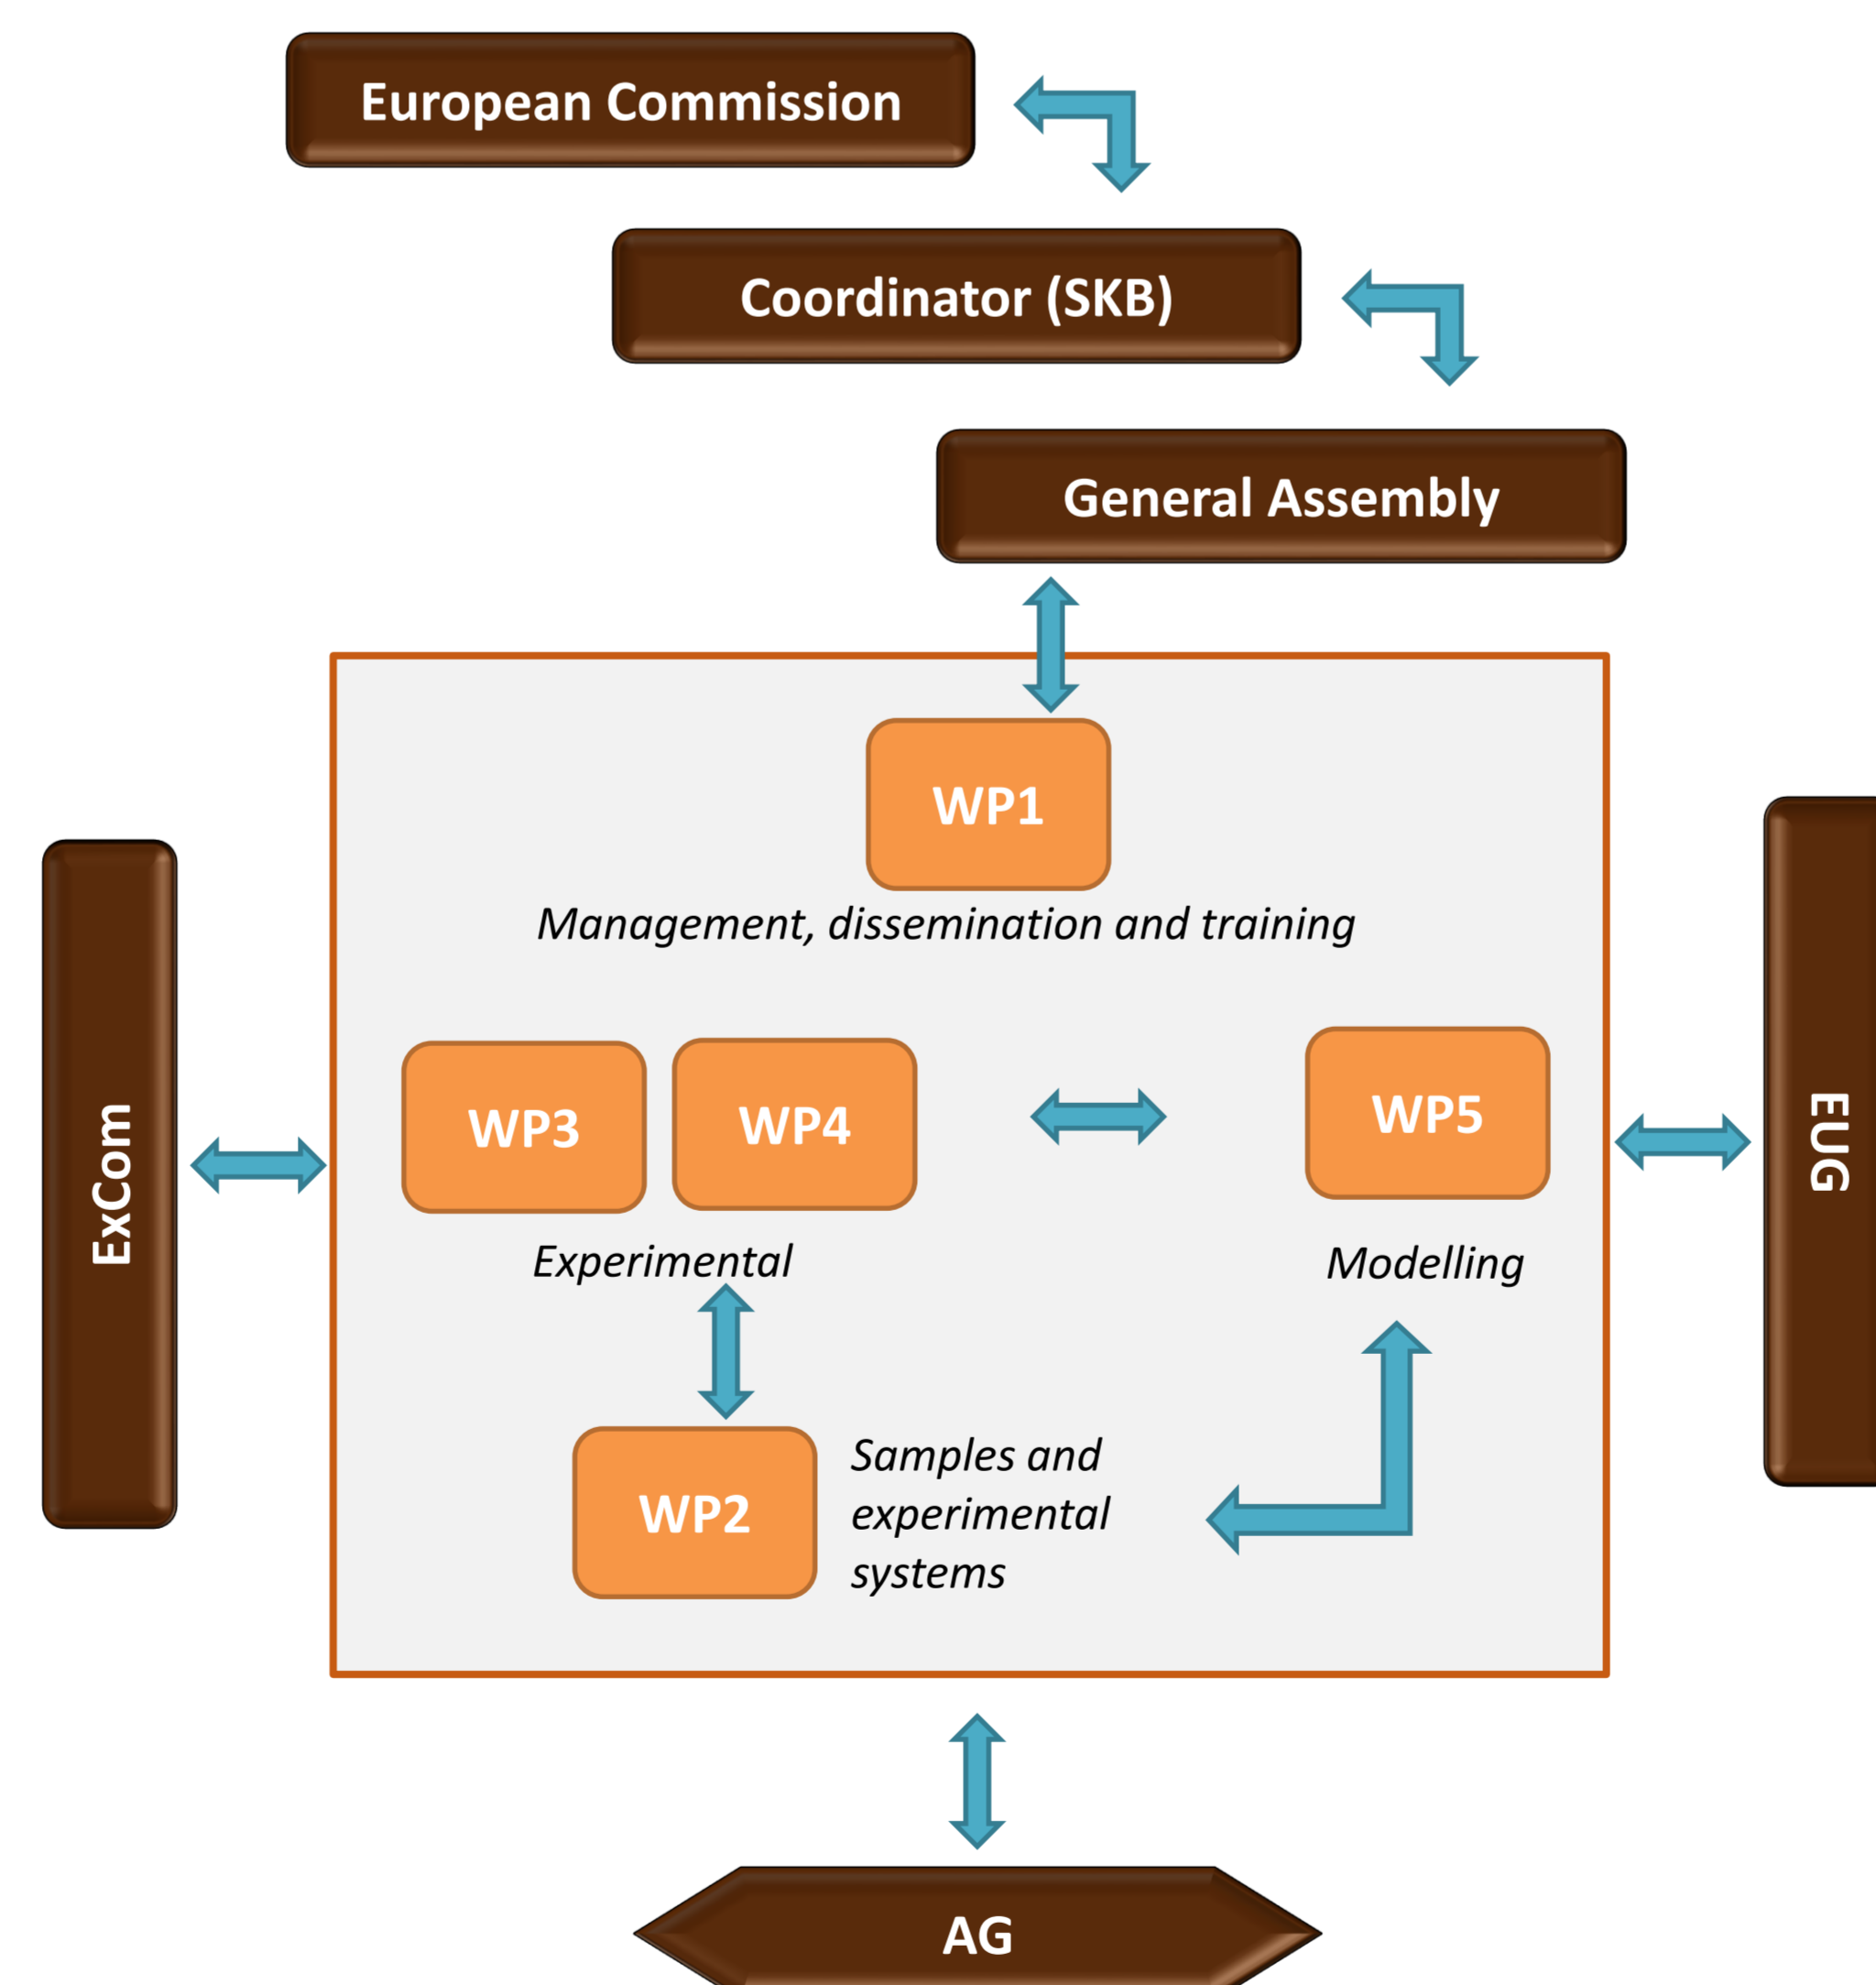 European Commission
Coordinator (SKB)
General Assembly
WP1
Management, dissemination and training
ExCom
WP3
WP4
WP5
EUG
Experimental
Modelling
WP2
Samples and
experimental
systems
AG